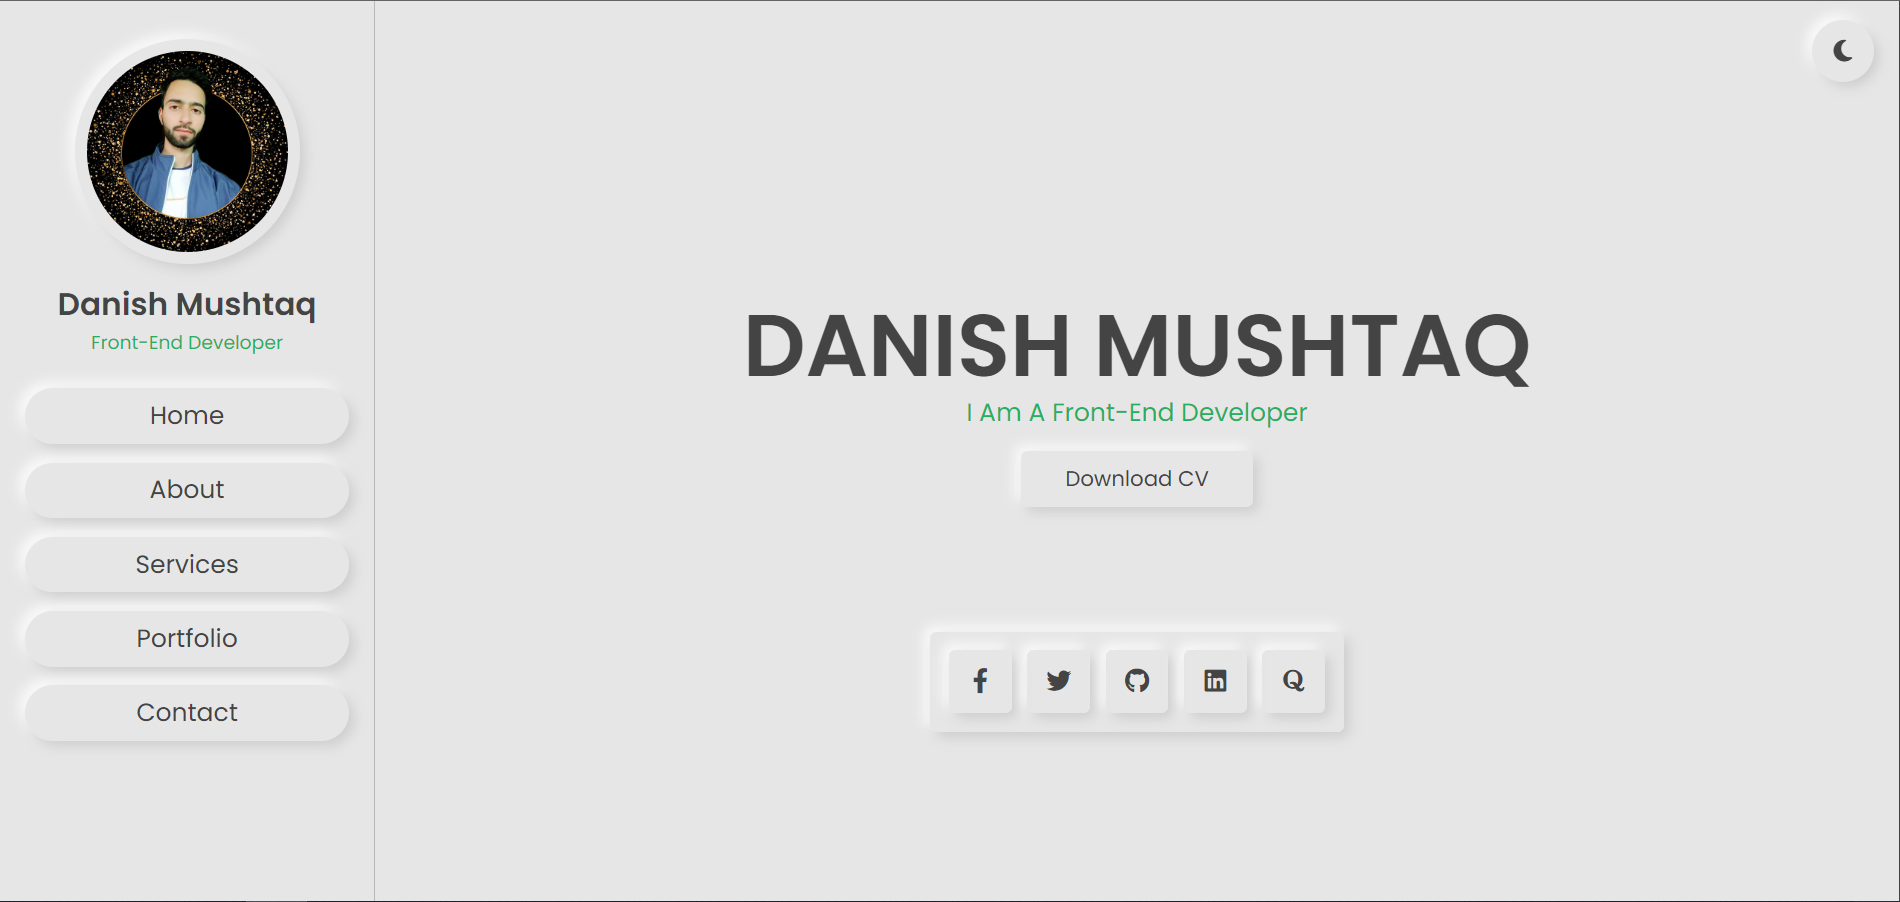 Danish Mushtaq
Front-End Developer
Home
About
Services
Portfolio
Contact
DANISH MUSHTAQ
I Am A Front-End Developer
Download CV